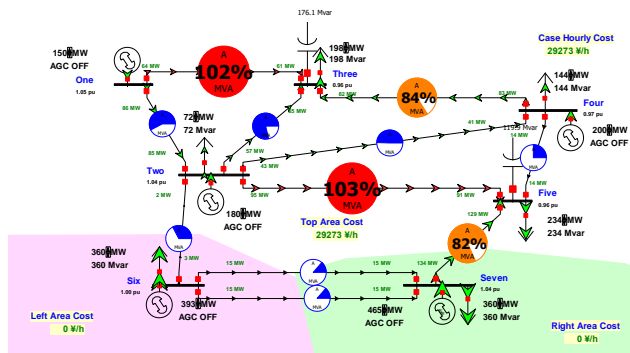 176.1 Mvar
150 MW
AGC OFF
One
1.05 pu
64 MW
A
102%
MVA
61 MW
198 MW
198 Mvar
Three
0.96 pu
Case Hourly Cost
29273 ¥/h
82 MW
A
84%
MVA
83 MW
144 MW
144 Mvar
Four
0.97 pu
200 MW
AGC OFF
86 MW
MVA
85 MW
72 MW
72 Mvar
57 MW
41 MW
MVA
14 MW
Two
1.04 pu
43 MW
95 MW
A
103%
MVA
91 MW
MVA
14 MW
Five
0.96 pu
180 MW
AGC OFF
Top Area Cost
29273 ¥/h
2 MW
MVA
3 MW
129 MW
A
82%
MVA
134 MW
234 MW
234 Mvar
360 MW
360 Mvar
Six
1.00 pu
15 MW
A
MVA
15 MW
15 MW
A
MVA
15 MW
Seven
1.04 pu
393 MW
AGC OFF
465 MW
AGC OFF
360 MW
360 Mvar
Left Area Cost
0 ¥/h
Right Area Cost
0 ¥/h